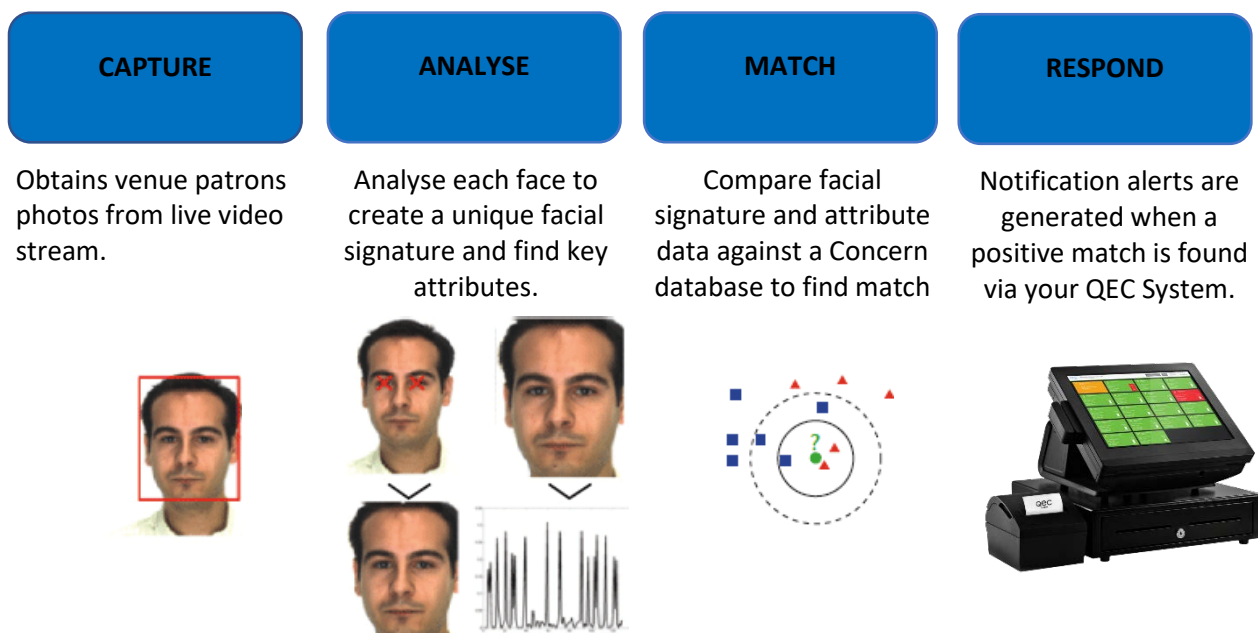 CAPTURE
ANALYSE
MATCH
RESPOND
Obtains venue patrons
photos from live video
stream.
Analyse each face to
create a unique facial
signature and find key
attributes.
Compare facial
signature and attribute
data against a Concern
database to find match
Notification alerts are
generated when a
positive match is found
via your QEC System.
?
qec